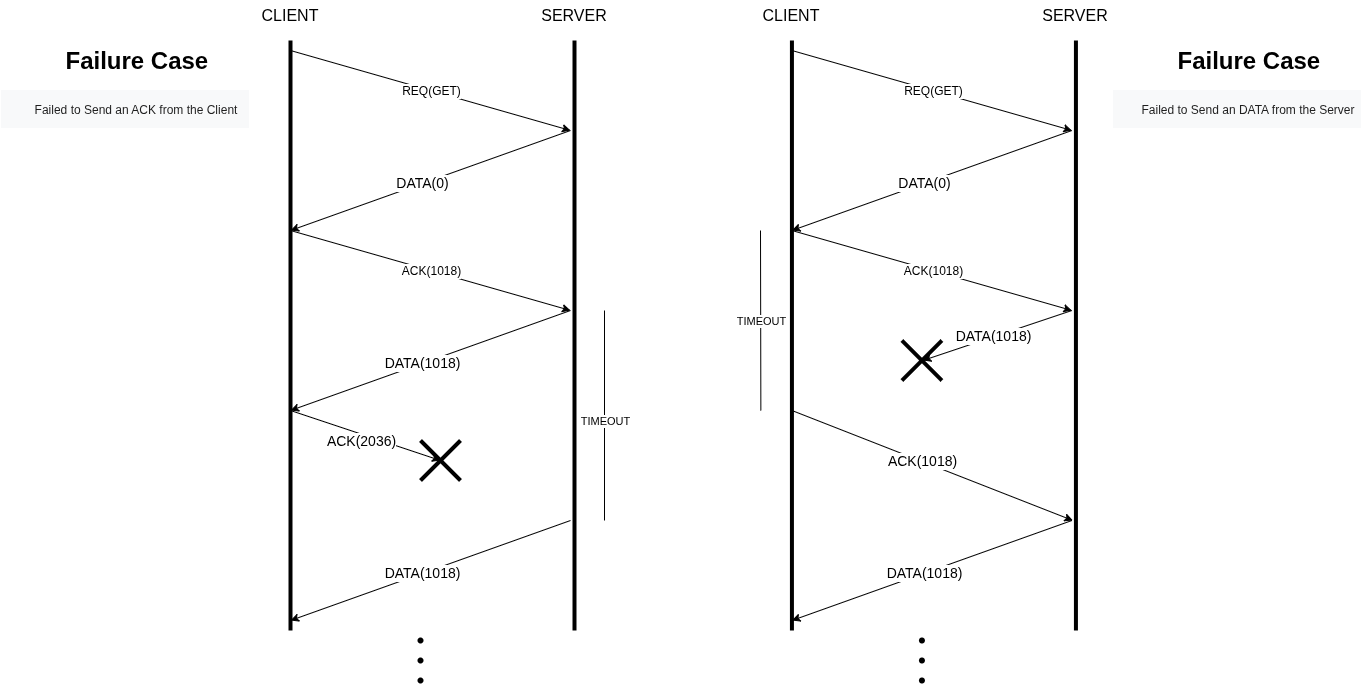 CLIENT
SERVER
Failure Case
Failed to Send an ACK from the Client
REQ(GET)
DATA(0)
ACK(1018)
DATA(1018)
TIMEOUT
ACK(2036)
DATA(1018)
CLIENT
SERVER
Failure Case
Failed to Send an DATA from the Server
REQ(GET)
DATA(0)
ACK(1018)
TIMEOUT
DATA(1018)
ACK(1018)
DATA(1018)